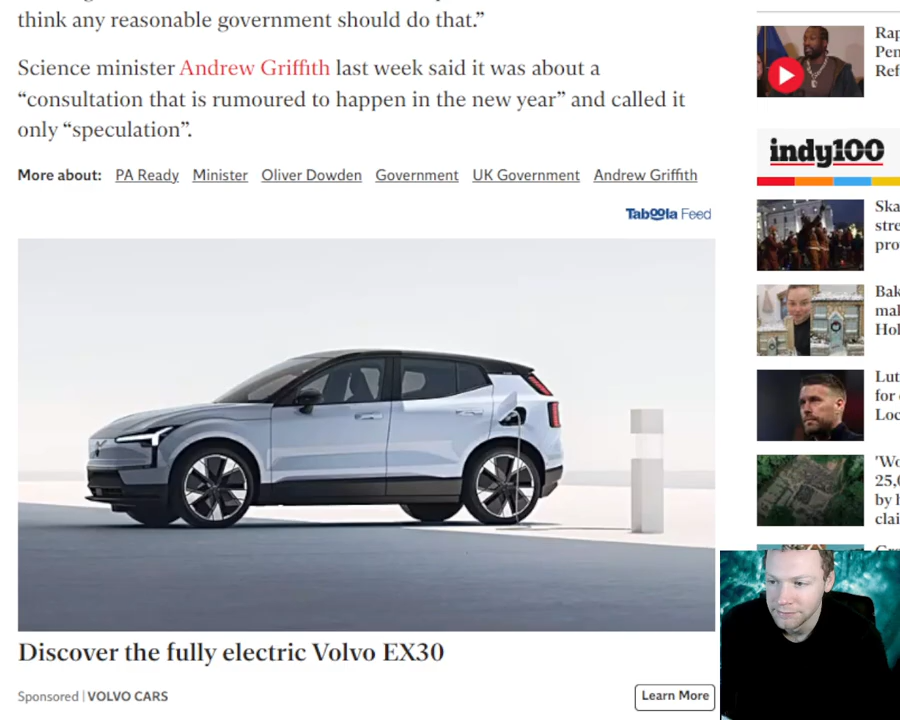 think any reasonable government should do that.”
Science minister Andrew Griffith last week said it was about a
“consultation that is rumoured to happen in the new year” and called it
only “speculation”.
More about: PA Ready Minister Oliver Dowden Government UK Government Andrew Griffith
Taboola Feed
Discover the fully electric Volvo EX30
Sponsored | VOLVO CARS
Learn More
Rap
Pen
Ref
indy100
Ska
stre
pro
Bak
mal
Hol
Lut
for
Loc
'Wo
25,0
by h
clai